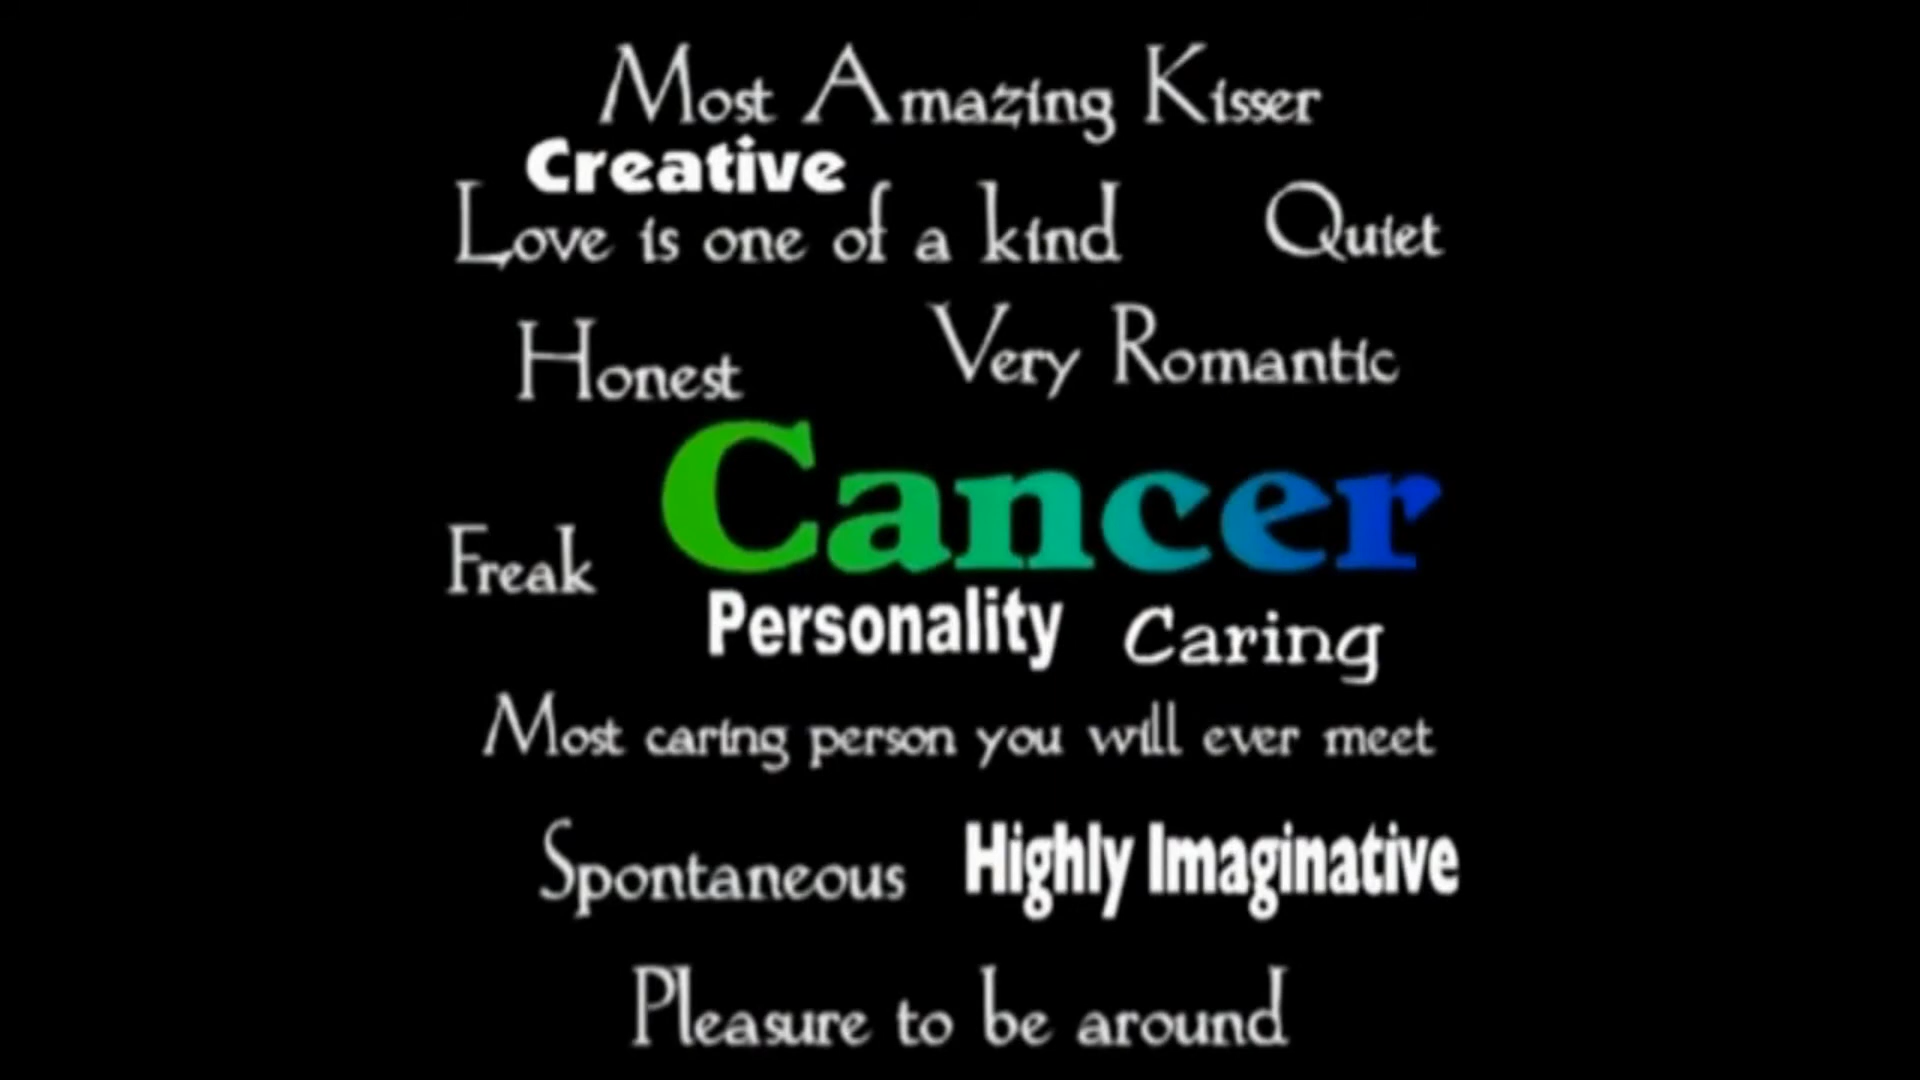 Most Amazing Kisser
Creative
Love is one of a kind Quiet
Honest Very Romantic
Cancer
Freak
Personality Caring
Most caring person you will ever meet
Spontaneous Highly Imaginative
Pleasure to be around